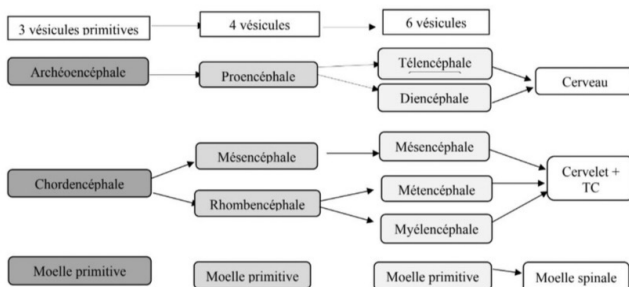 3 vésicules primitives
4 vésicules
6 vésicules
Archéoencéphale
Proencéphale
Télencéphale
Diencéphale
Cerveau
Chordencéphale
Mésencéphale
Rhombencéphale
Mésencéphale
Métencéphale
Myélencéphale
Cervelet +
TC
Moelle primitive
Moelle primitive
Moelle primitive
Moelle spinale